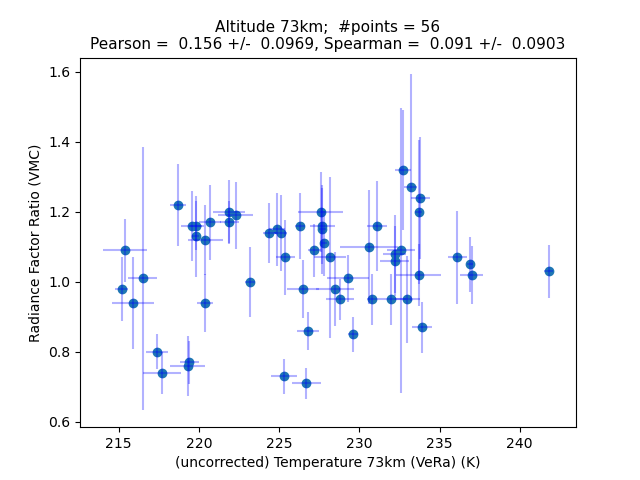 Altitude 73km;  #points = 56
Pearson =  0.156 +/-  0.0969, Spearman =  0.091 +/-  0.0903
1.6
1.4
1.2
1.0
0.8
0.6
Radiance Factor Ratio (VMC)
215 220 225 230 235 240
(uncorrected) Temperature 73km (VeRa) (K)